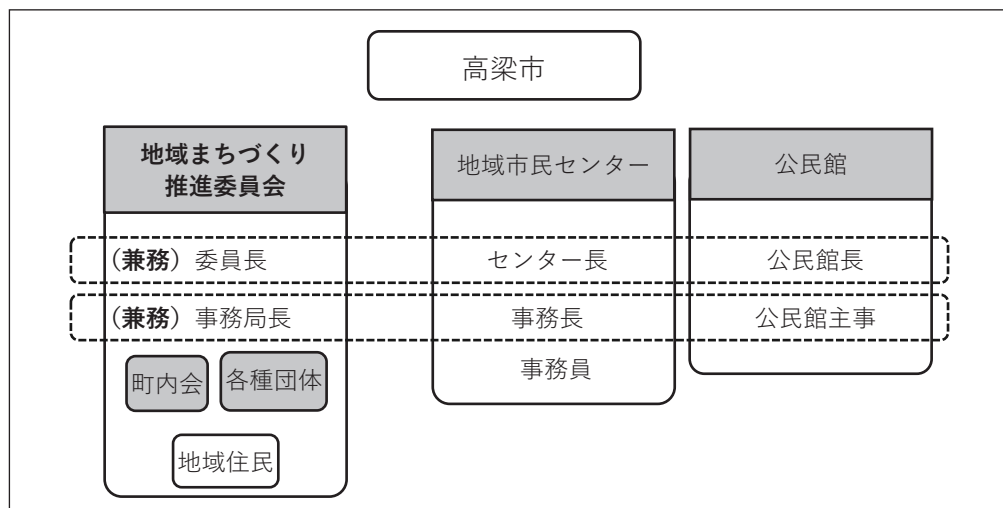 高梁市
地域まちづくり
推進委員会
地域市民センター
公民館
(兼務) 委員長
センター長
公民館長
(兼務) 事務局長
事務長
公民館主事
事務員
町内会
各種団体
地域住民